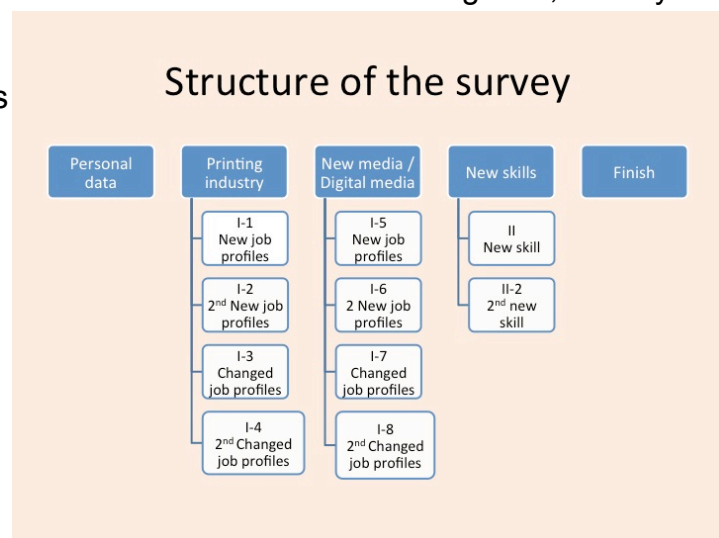 Structure of the survey
Personal
data
Printing
industry
I-1
New job
profiles
I-2
2nd New job
profiles
I-3
Changed
job profiles
I-4
2nd Changed
job profiles
New media /
Digital media
I-5
New job
profiles
I-6
2 New job
profiles
I-7
Changed
job profiles
I-8
2nd Changed
job profiles
New skills
II
New skill
II-2
2nd new
skill
Finish